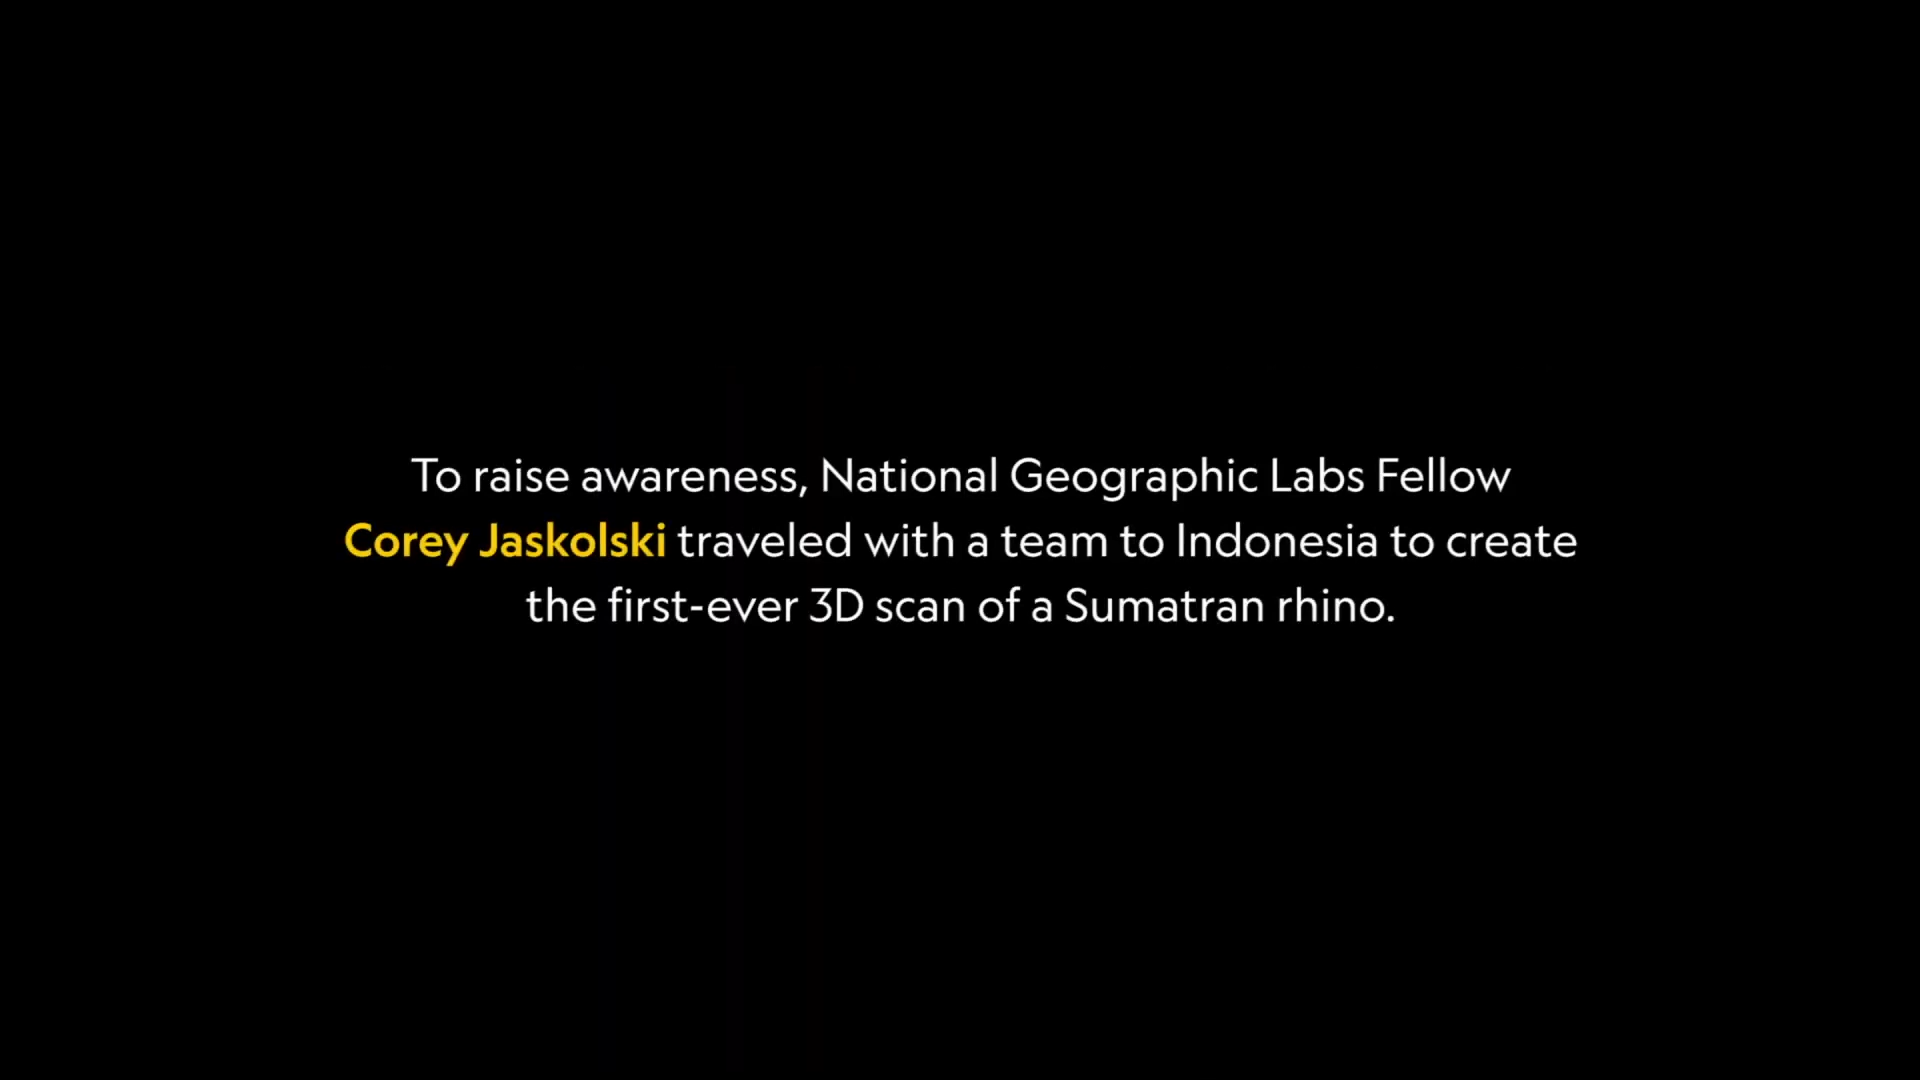 To raise awareness, National Geographic Labs Fellow
Corey Jaskolski traveled with a team to Indonesia to create
the first-ever 3D scan of a Sumatran rhino.